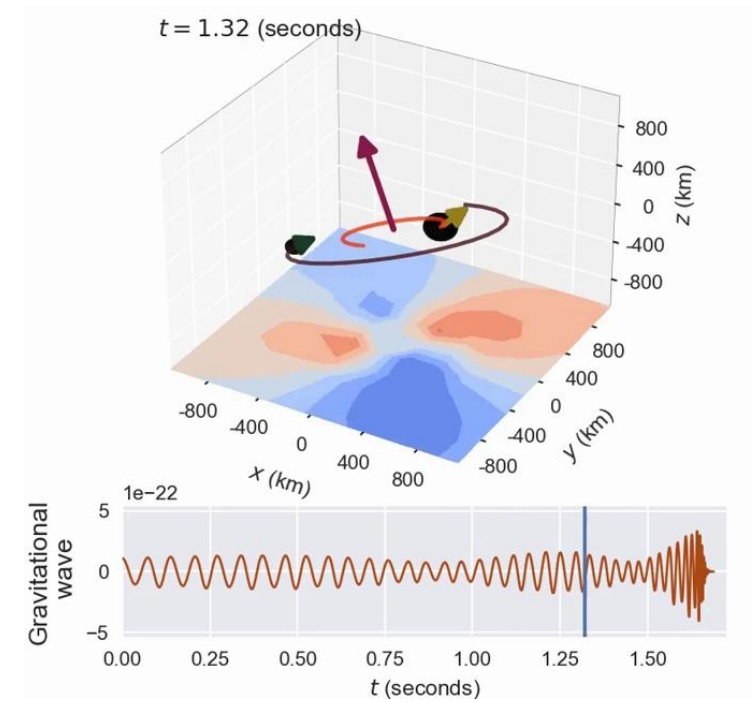 t = 1.32 (seconds)
800
400
0
-400
-800
z (km)
-800
-400
0
400
800
x (km)
800
400
0
-400
-800
y (km)
1e−22
5
0
−5
Gravitational
wave
0.00 0.25 0.50 0.75 1.00 1.25 1.50
t (seconds)